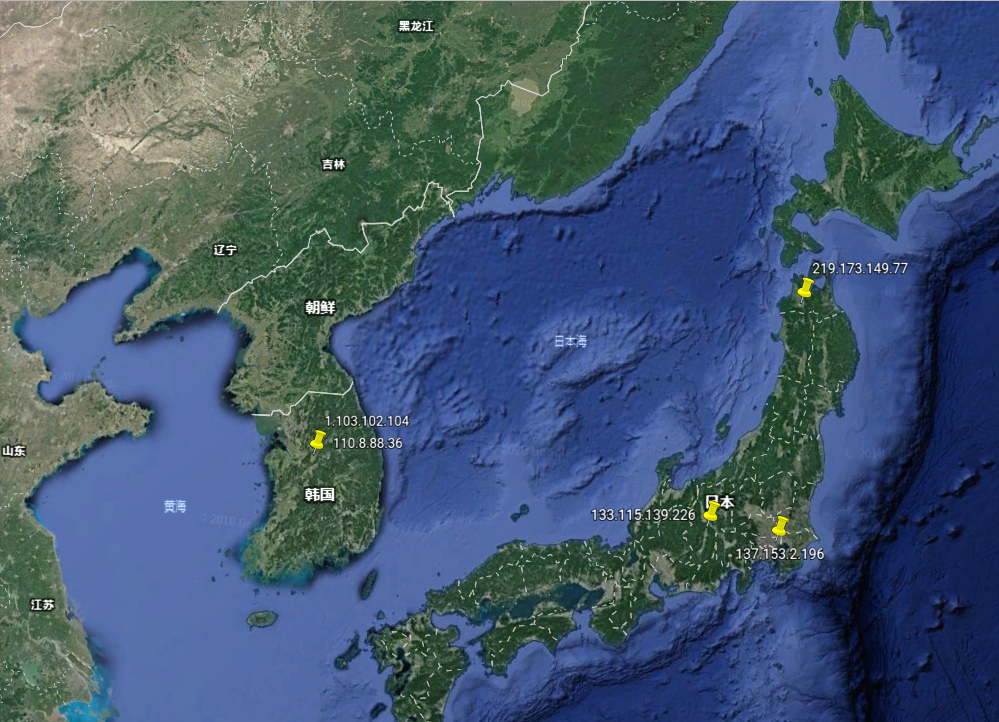 黑龙江
吉林
辽宁
219.173.149.77
朝鲜
日本海
1.103.102.104
110.8.88.36
山东
韩国
日本
黄海
133.115.139.226
137.153.2.196
江苏